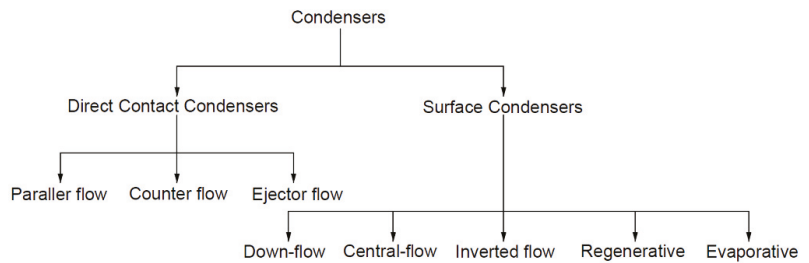 Condensers
Direct Contact Condensers
Surface Condensers
Paraller flow
Counter flow
Ejector flow
Down-flow
Central-flow
Inverted flow
Regenerative
Evaporative